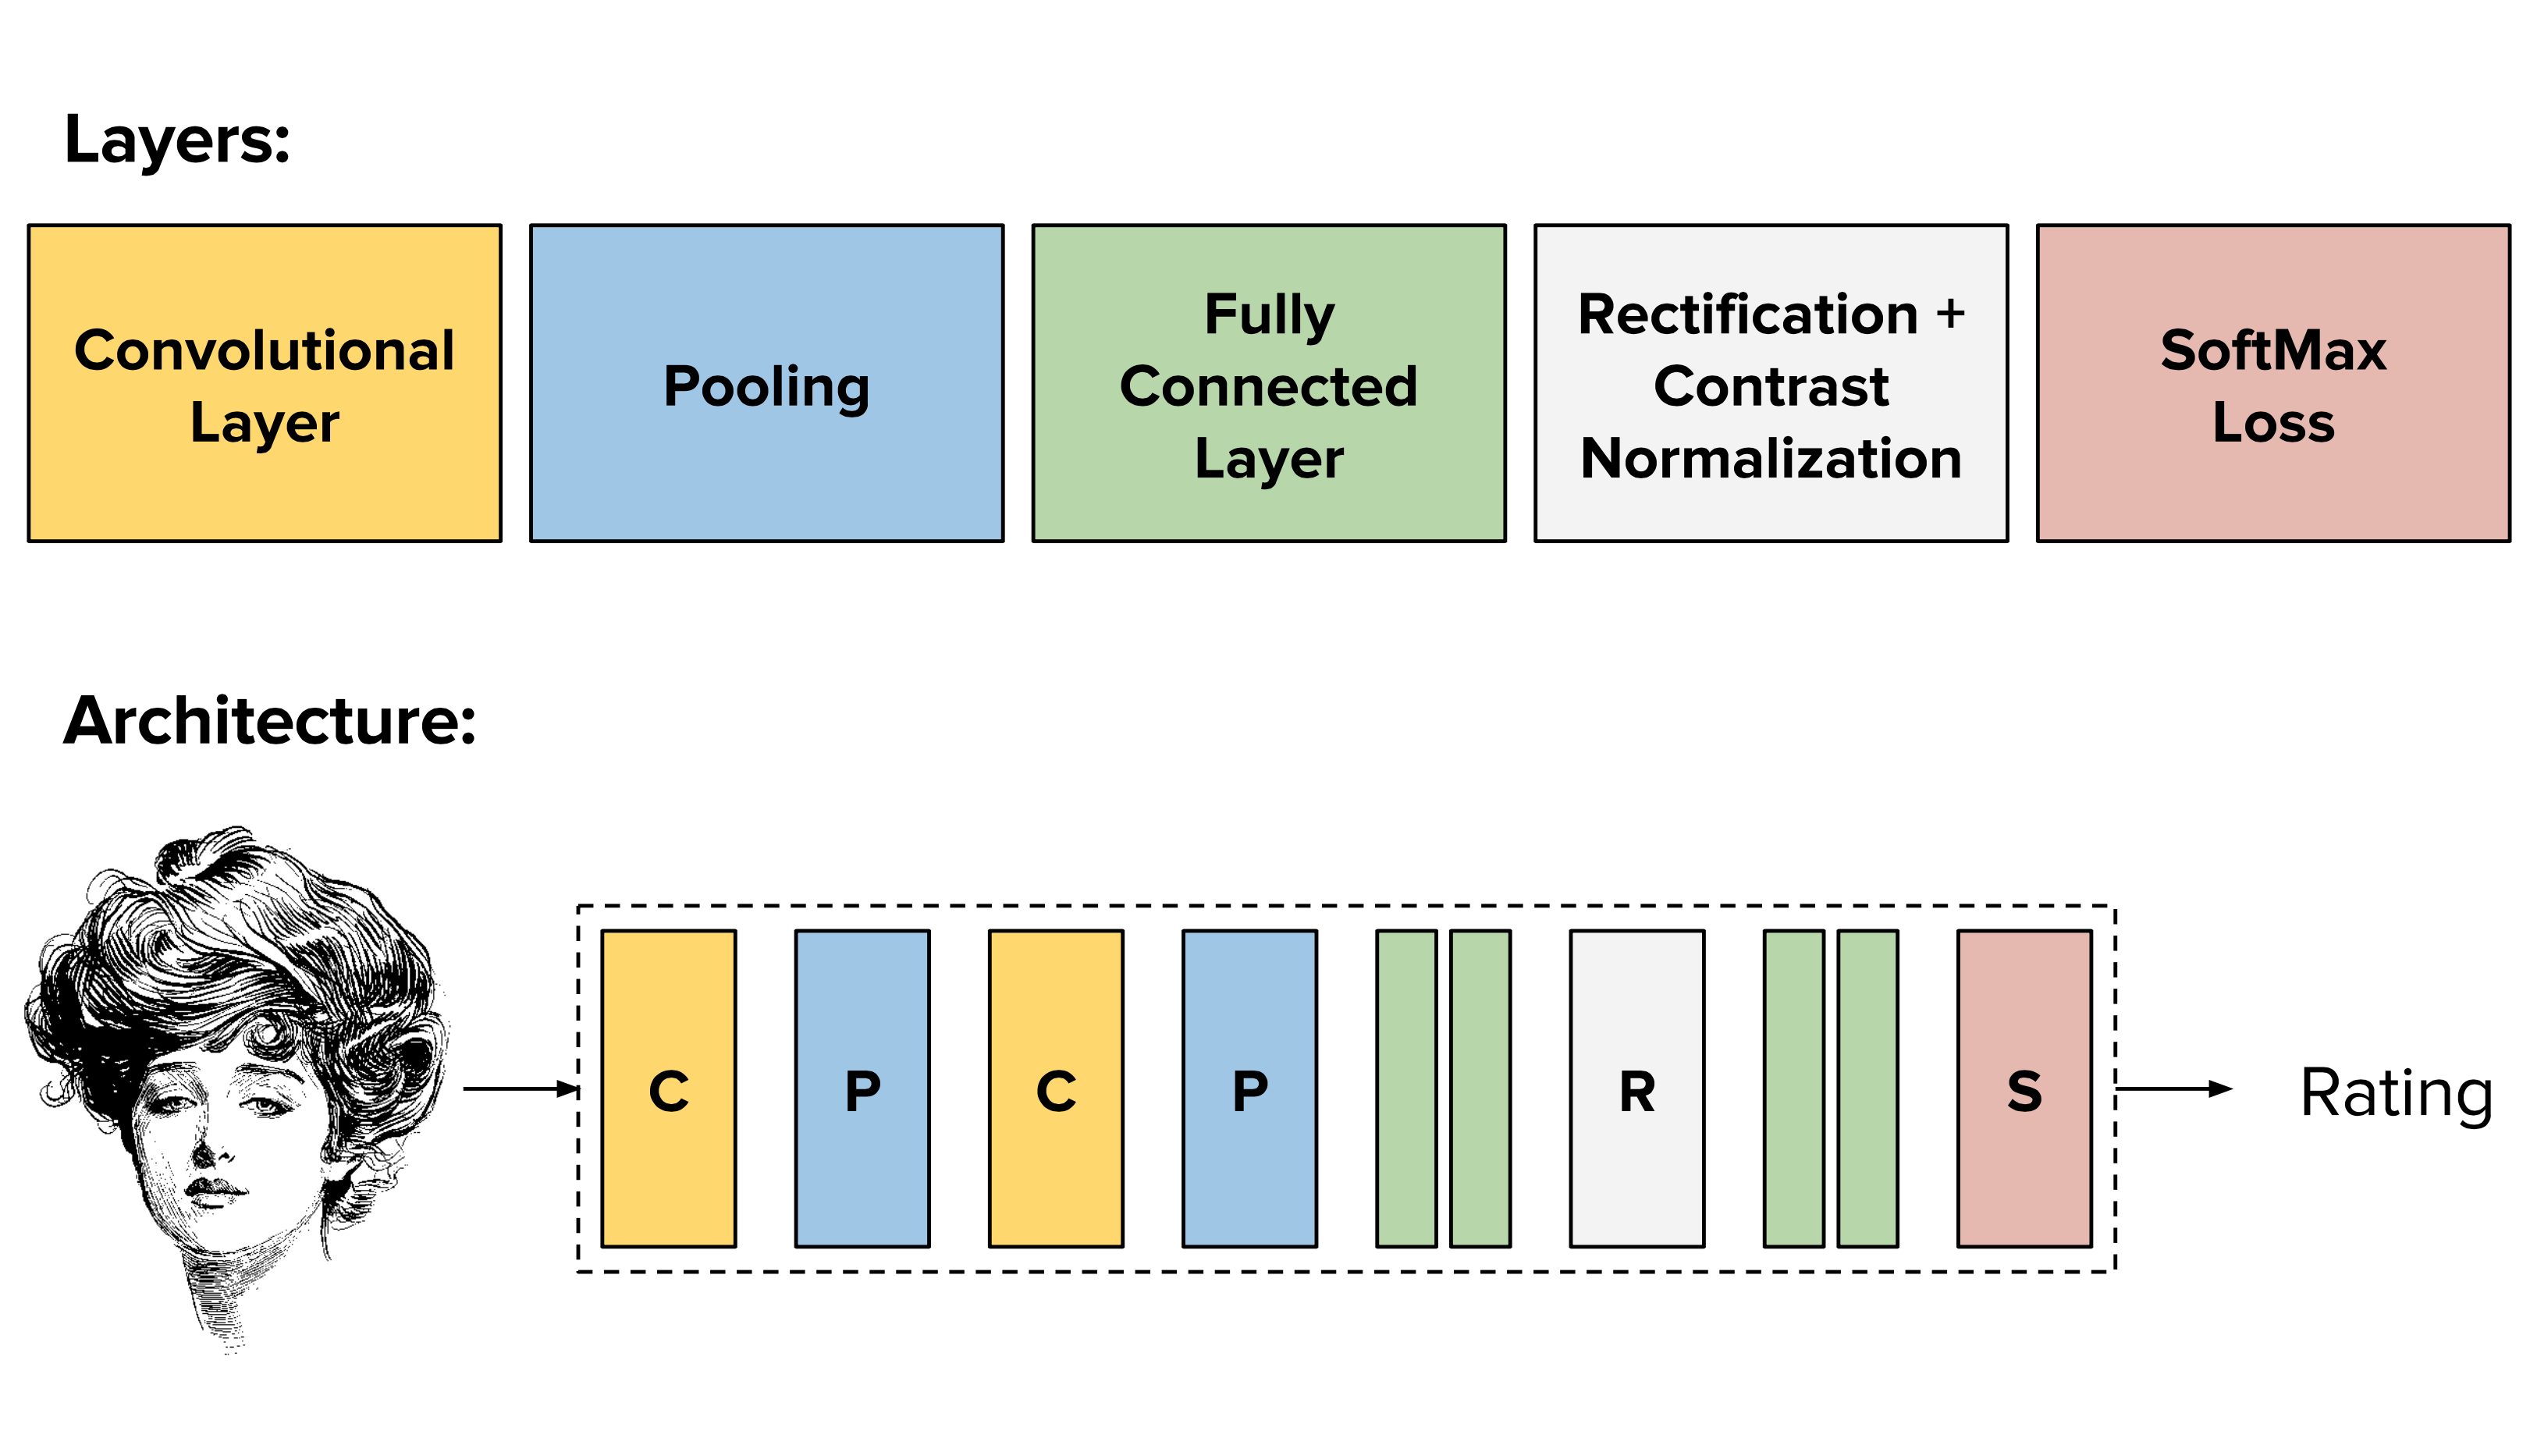 Layers:
Convolutional
Layer
Pooling
Fully
Connected
Layer
Rectification +
Contrast
Normalization
SoftMax
Loss
Architecture:
C
P
C
P
R
S
Rating